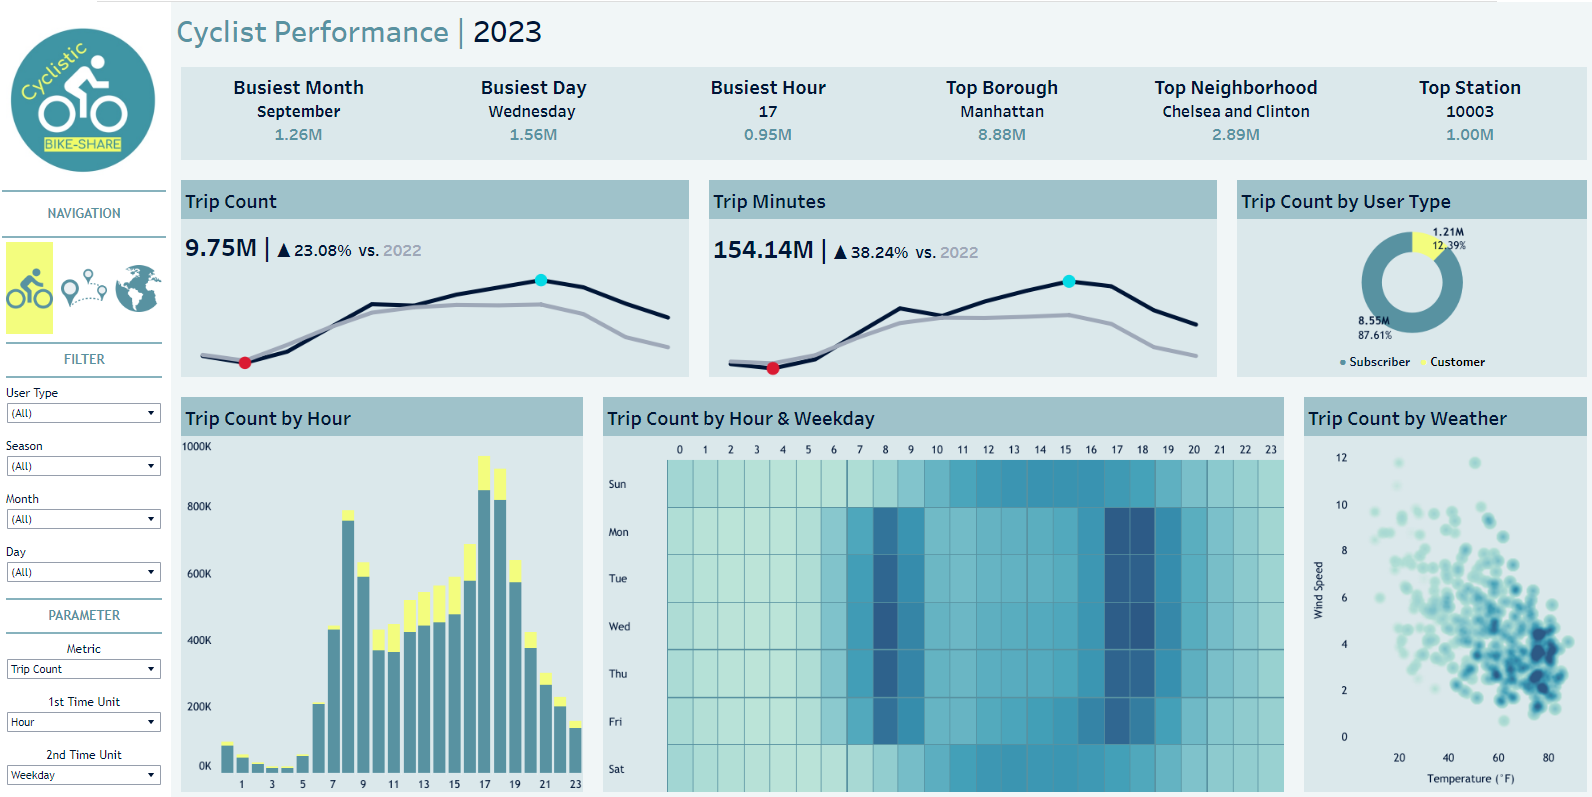 Cyclist Performance | 2023
Cyclistic
BIKE-SHARE
NAVIGATION
FILTER
User Type
(All)
Season
(All)
Month
(All)
Day
(All)
PARAMETER
Metric
Trip Count
1st Time Unit
Hour
2nd Time Unit
Weekday
Busiest Month
September
1.26M
Busiest Day
Wednesday
1.56M
Busiest Hour
17
0.95M
Top Borough
Manhattan
8.88M
Top Neighborhood
Chelsea and Clinton
2.89M
Top Station
10003
1.00M
Trip Count
9.75M | ▲ 23.08% vs. 2022
Trip Minutes
154.14M | ▲ 38.24% vs. 2022
Trip Count by User Type
1.21M
12.39%
8.55M
87.61%
Subscriber Customer
Trip Count by Hour
1000K
800K
600K
400K
200K
0K
1 3 5 7 9 11 13 15 17 19 21 23
Trip Count by Hour & Weekday
0 1 2 3 4 5 6 7 8 9 10 11 12 13 14 15 16 17 18 19 20 21 22 23
Sun
Mon
Tue
Wed
Thu
Fri
Sat
Trip Count by Weather
12
10
8
6
4
2
0
Wind Speed
20 40 60 80
Temperature (°F)